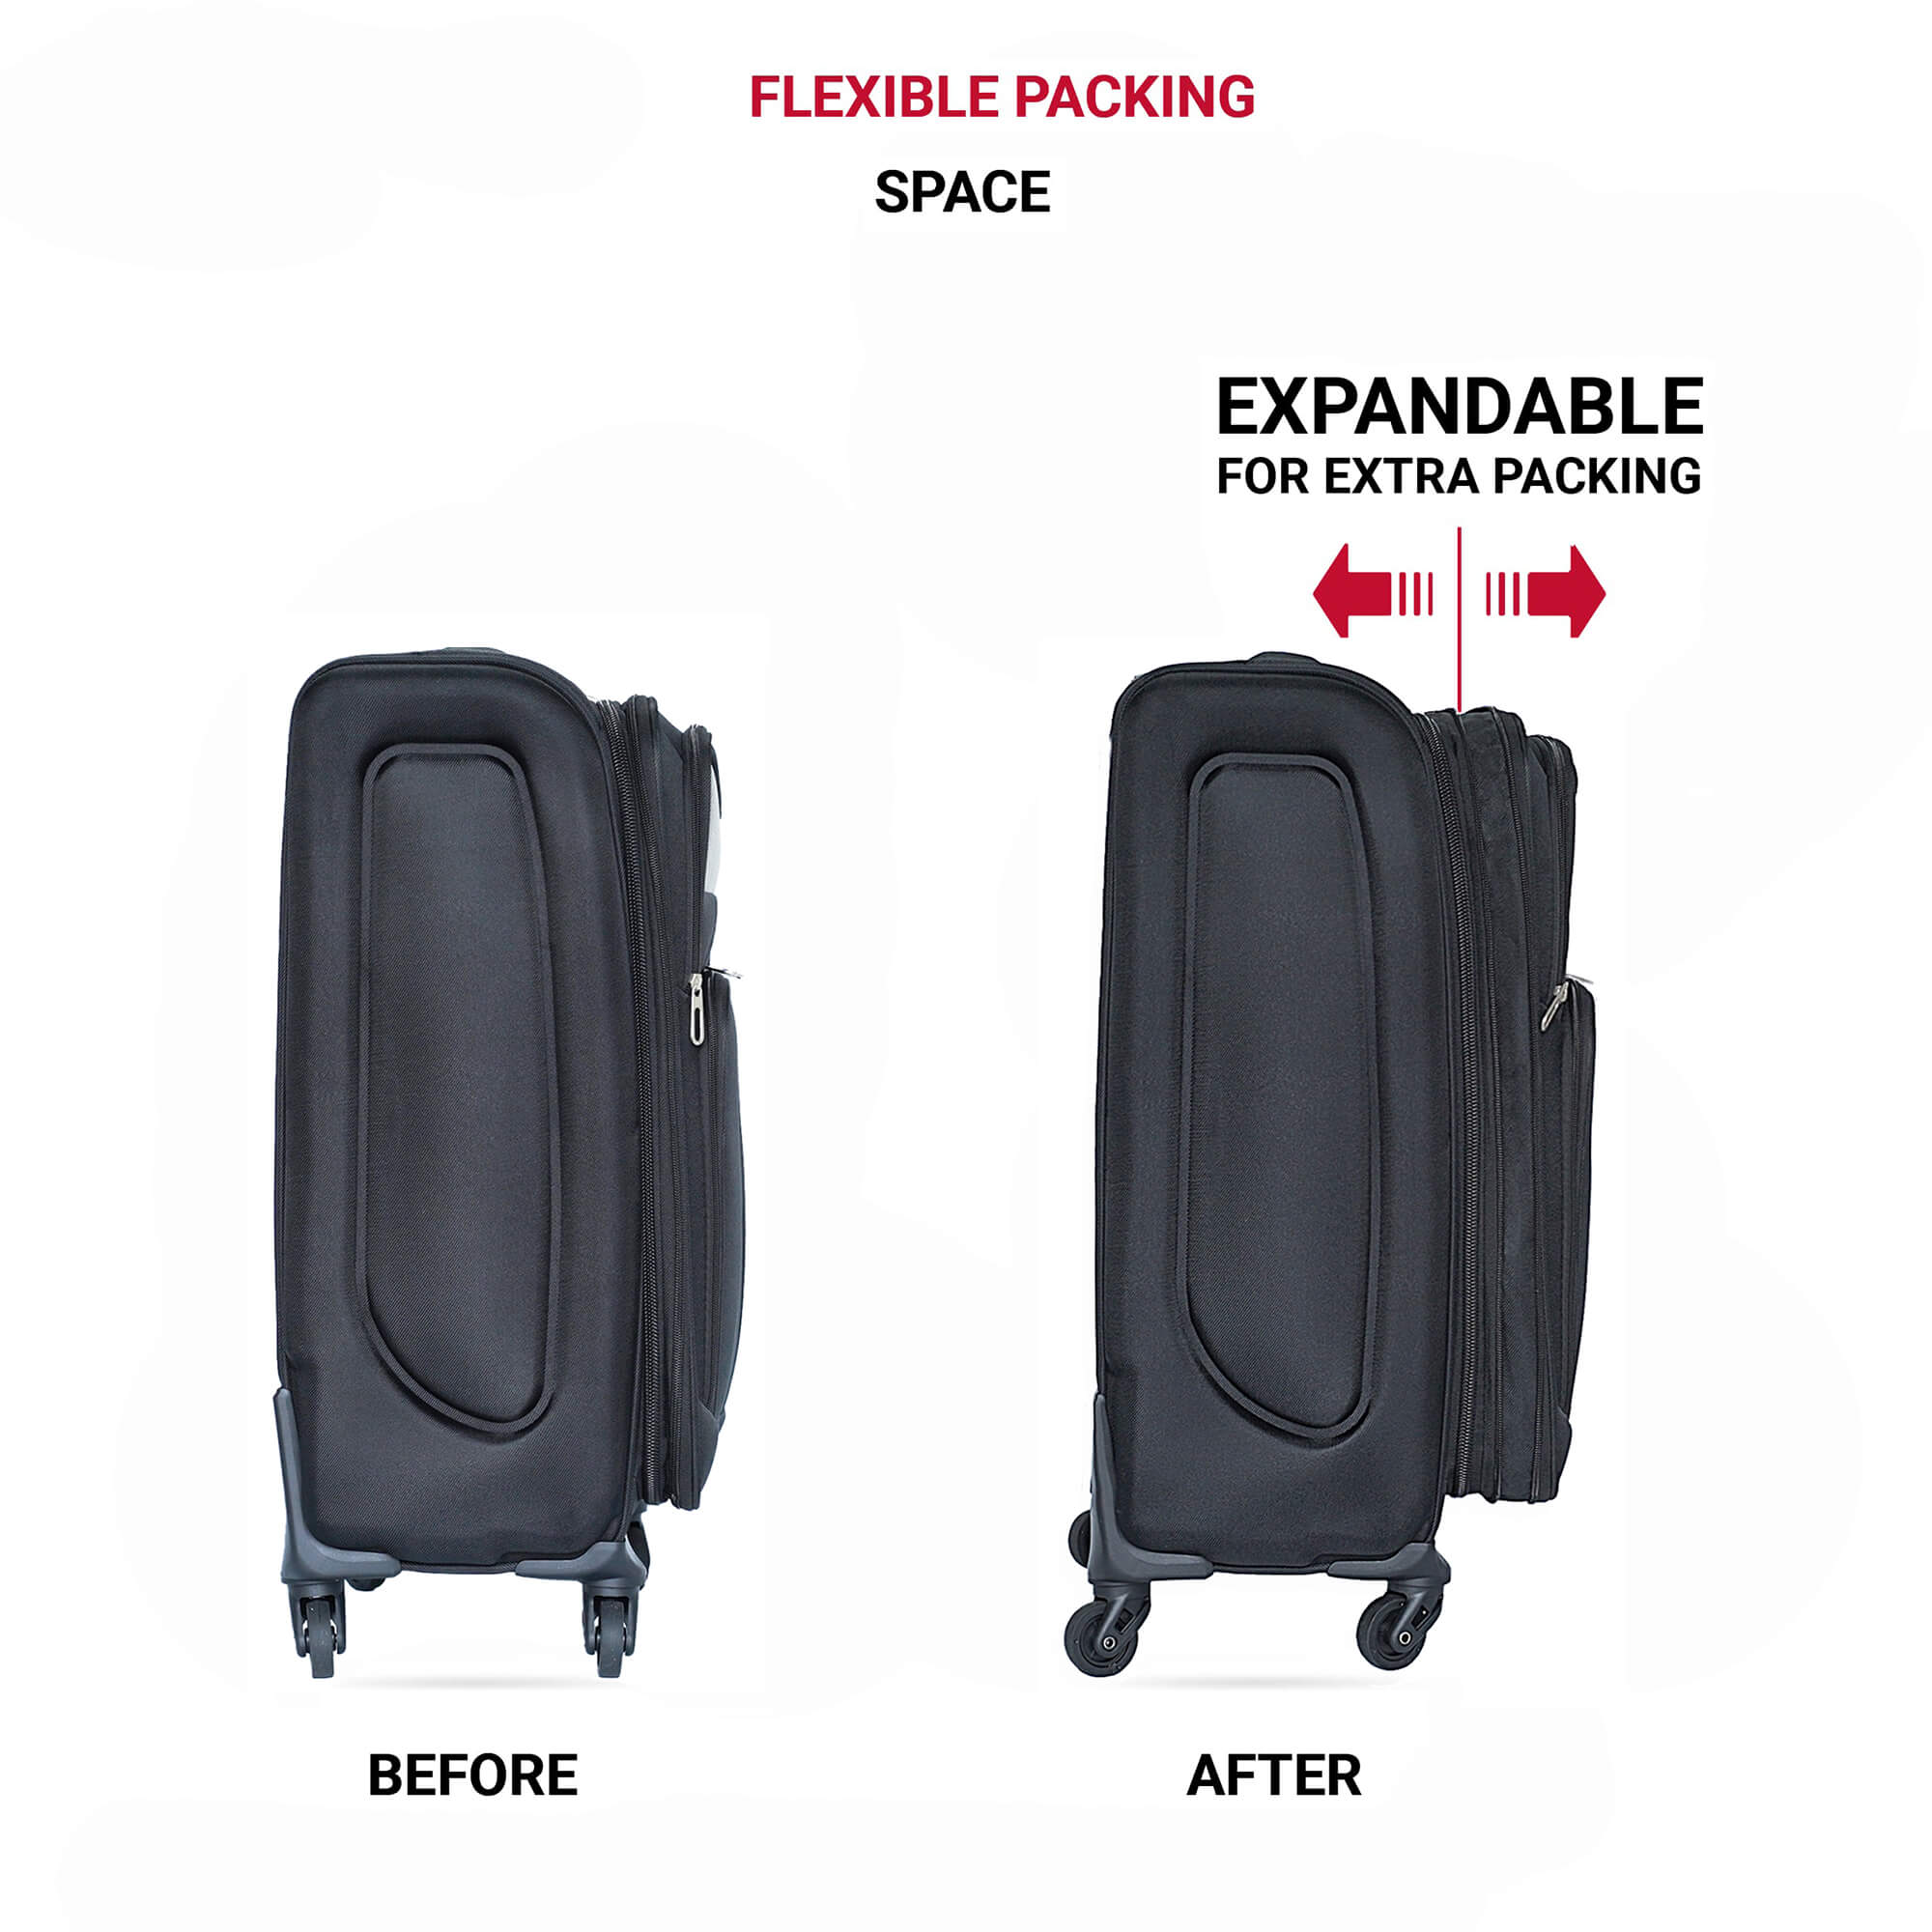 FLEXIBLE PACKING
SPACE
EXPANDABLE
FOR EXTRA PACKING
BEFORE
AFTER